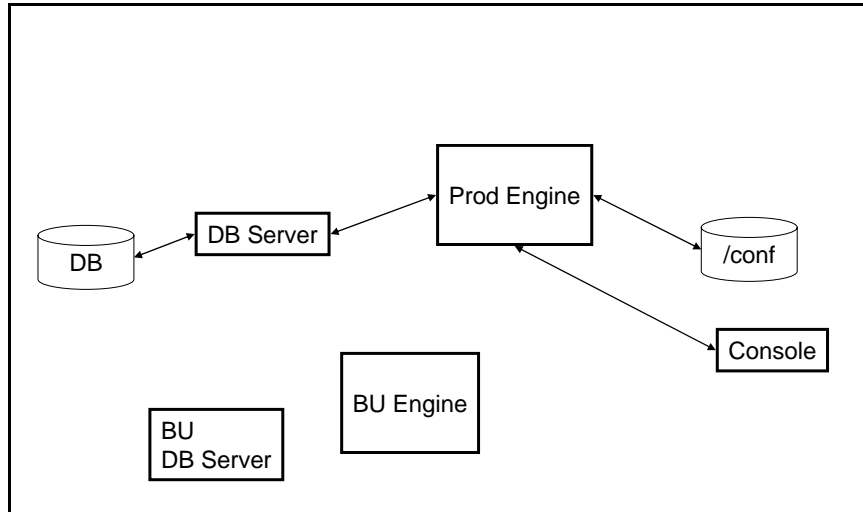 Prod Engine
DB Server
DB
/conf
Console
BU Engine
BU
DB Server